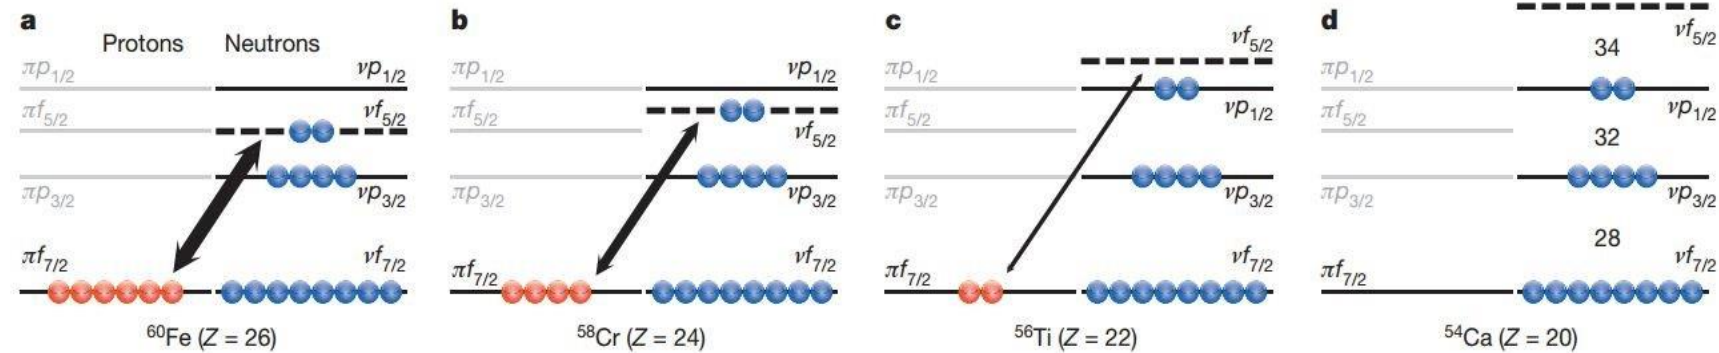 a
Protons Neutrons
πp1/2 νp1/2
πf5/2 νf5/2
πp3/2 νp3/2
πf7/2 νf7/2
60Fe (Z = 26)
b
πp1/2 νp1/2
πf5/2 νf5/2
πp3/2 νp3/2
πf7/2 νf7/2
58Cr (Z = 24)
c
νf5/2
πp1/2 νp1/2
πf5/2
πp3/2 νp3/2
πf7/2 νf7/2
56Ti (Z = 22)
d
νf5/2
34
πp1/2 νp1/2
πf5/2
32
πp3/2 νp3/2
28
πf7/2 νf7/2
54Ca (Z = 20)